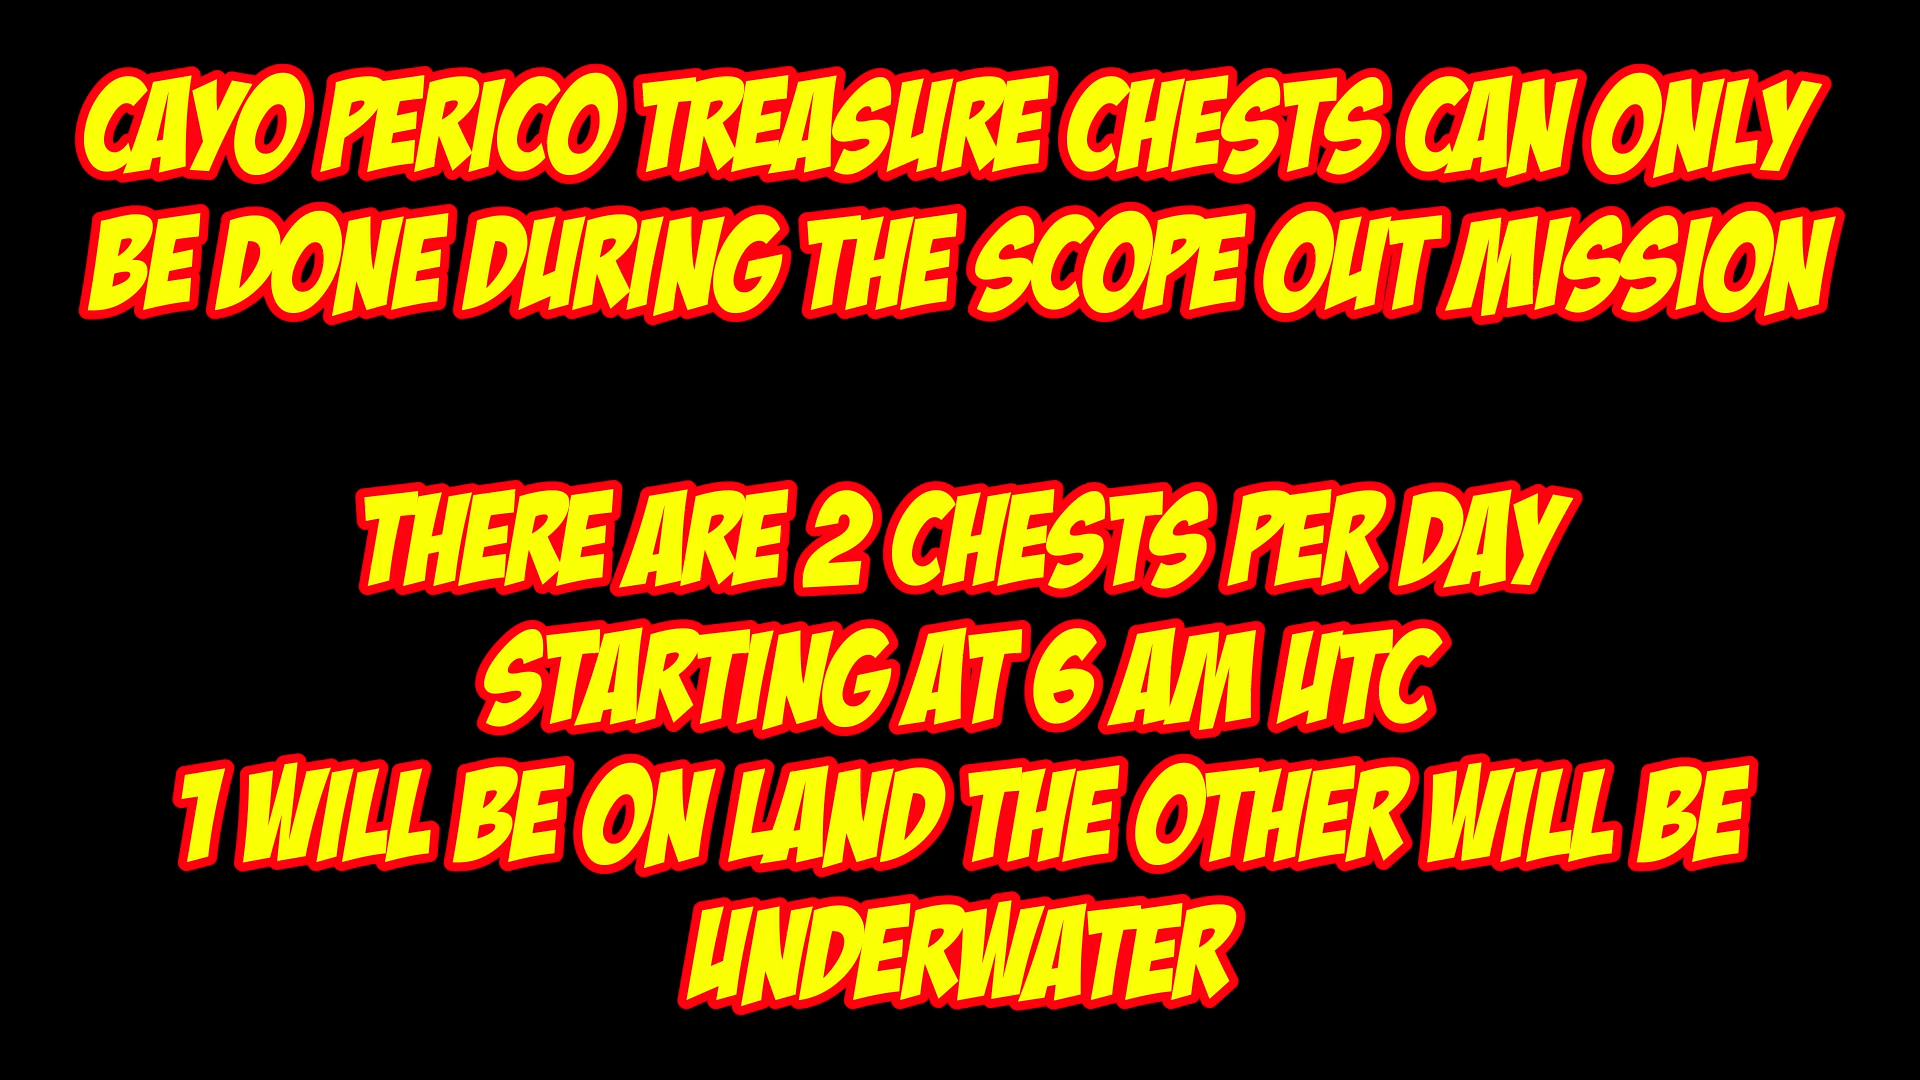 CAYO PERICO TREASURE CHESTS CAN ONLY
BE DONE DURING THE SCOPE OUT MISSION
THERE ARE 2 CHESTS PER DAY
STARTING AT 6 AM UTC
1 WILL BE ON LAND THE OTHER WILL BE
UNDERWATER